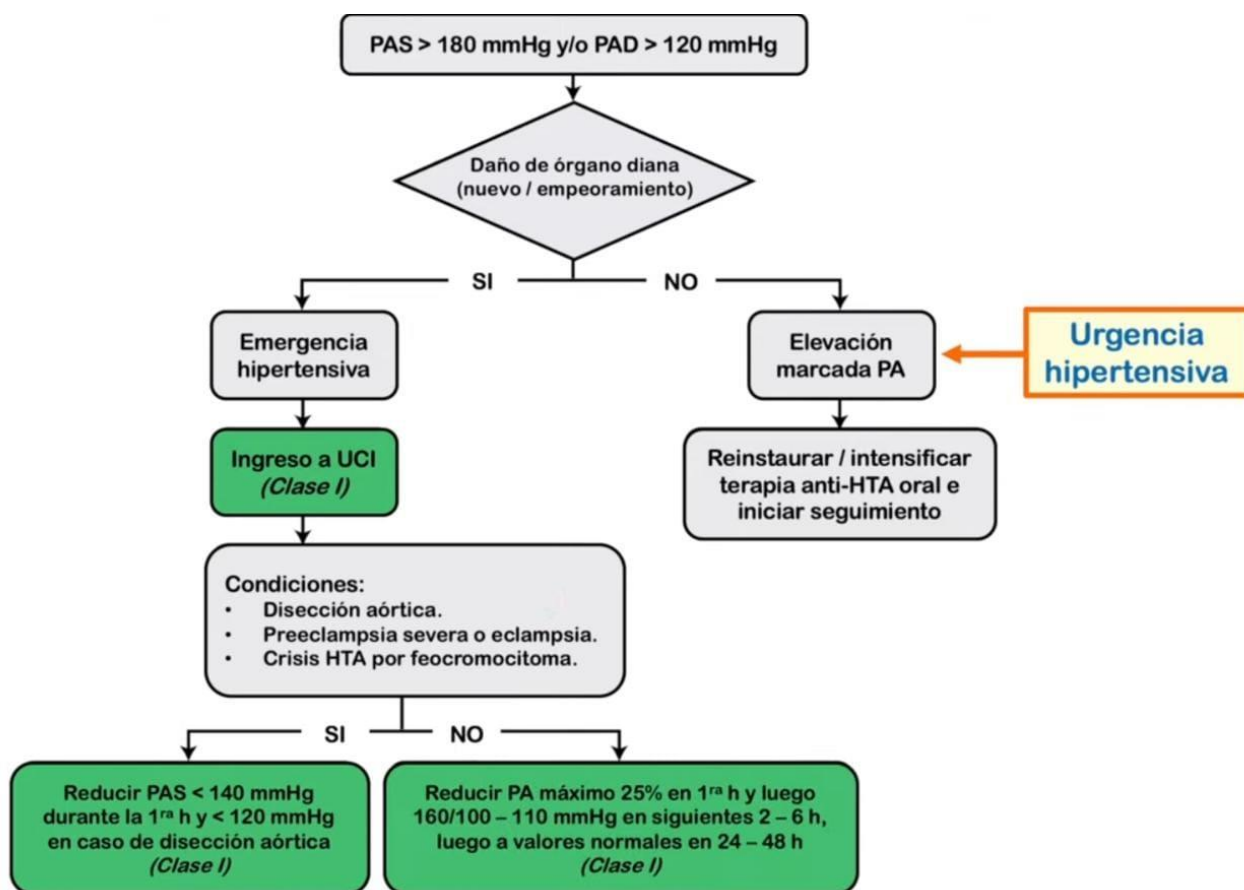 PAS > 180 mmHg y/o PAD > 120 mmHg
Daño de órgano diana
(nuevo / empeoramiento)
SI
NO
Emergencia
hipertensiva
Elevación
marcada PA
Urgencia
hipertensiva
Ingreso a UCI
(Clase I)
Reinstaurar / intensificar
terapia anti-HTA oral e
iniciar seguimiento
Condiciones:
• Disección aórtica.
• Preeclampsia severa o eclampsia.
• Crisis HTA por feocromocitoma.
SI
NO
Reducir PAS < 140 mmHg
durante la 1ra h y < 120 mmHg
en caso de disección aórtica
(Clase I)
Reducir PA máximo 25% en 1ra h y luego
160/100 – 110 mmHg en siguientes 2 – 6 h,
luego a valores normales en 24 – 48 h
(Clase I)